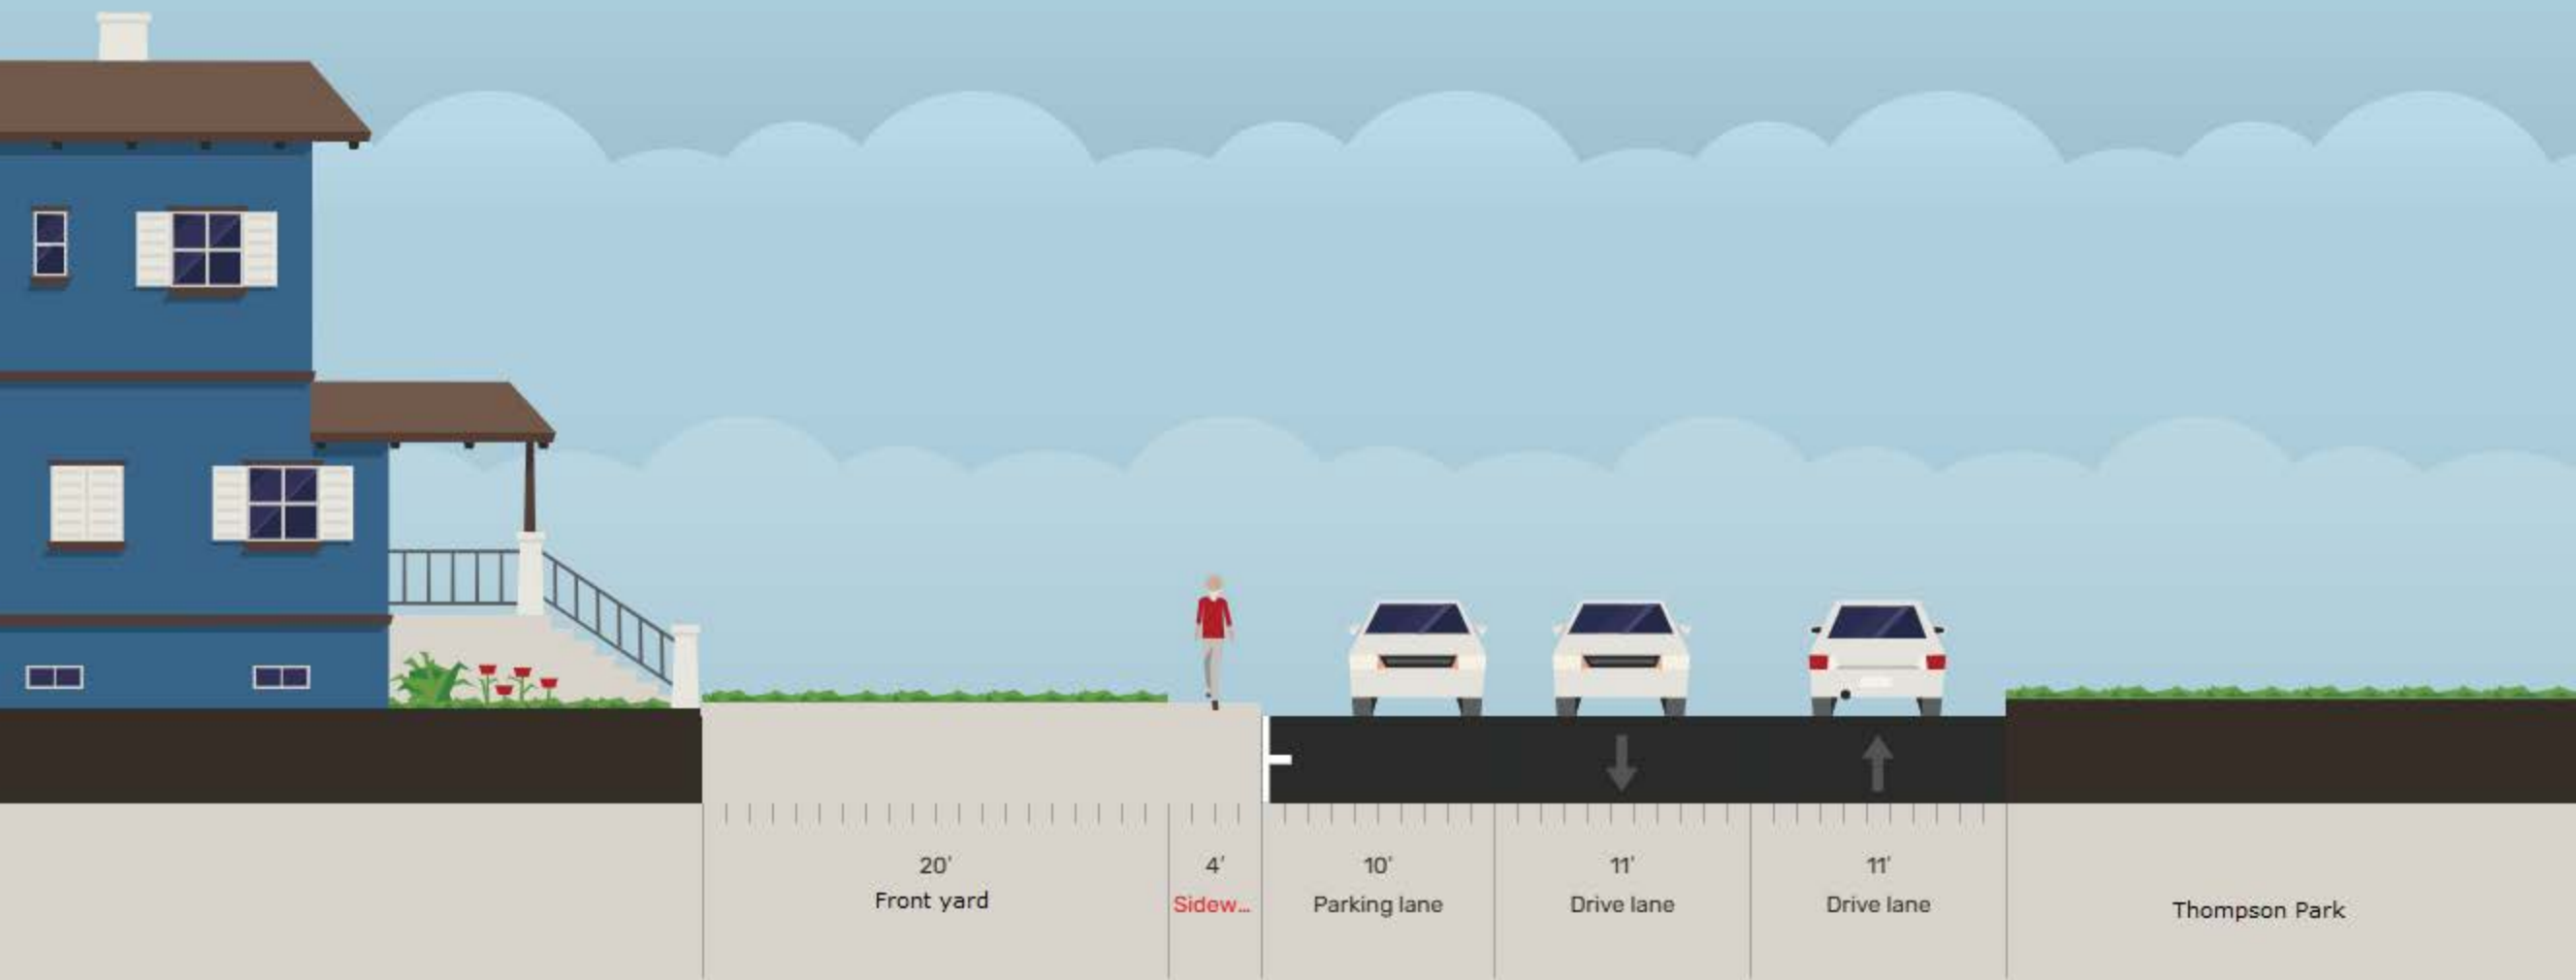 20'
Front yard
4'
Sidew...
10'
Parking lane
11'
Drive lane
11'
Drive lane
Thompson Park